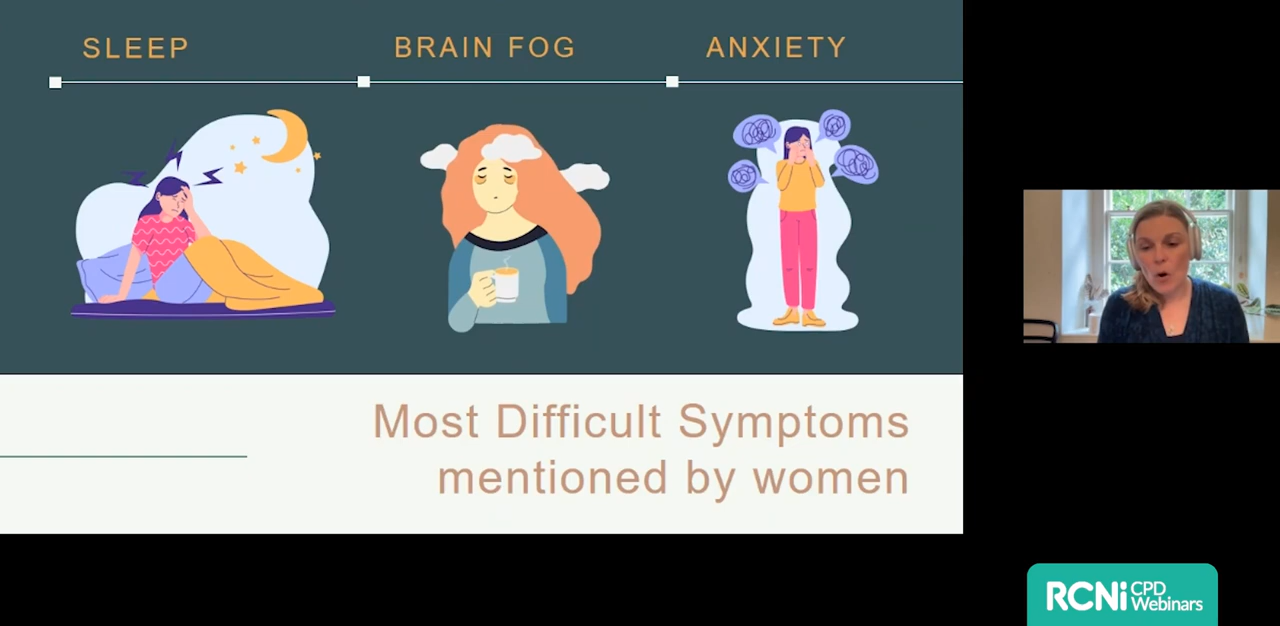 SLEEP
BRAIN FOG
ANXIETY
Most Difficult Symptoms
mentioned by women
RCNi CPD
Webinars